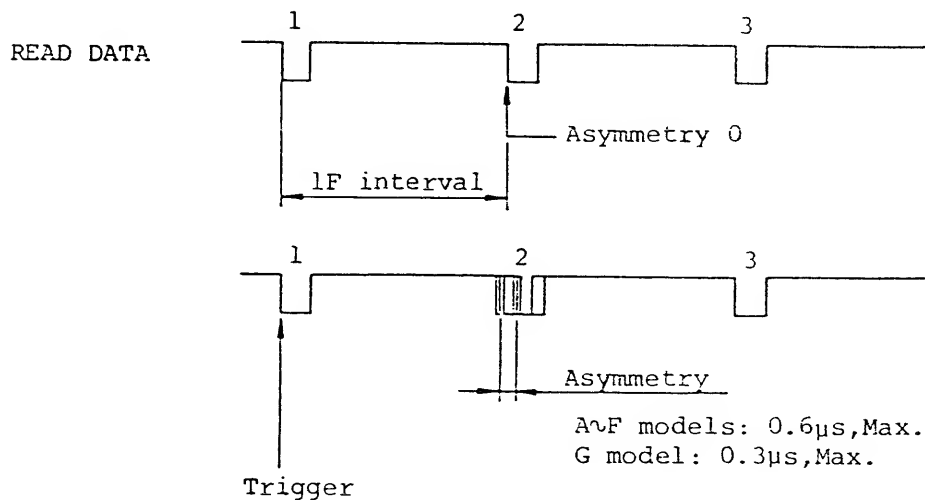 1 2 3
READ DATA
Asymmetry 0
1F interval
1 2 3
Asymmetry
A~F models: 0.6μs,Max.
G model: 0.3μs,Max.
Trigger